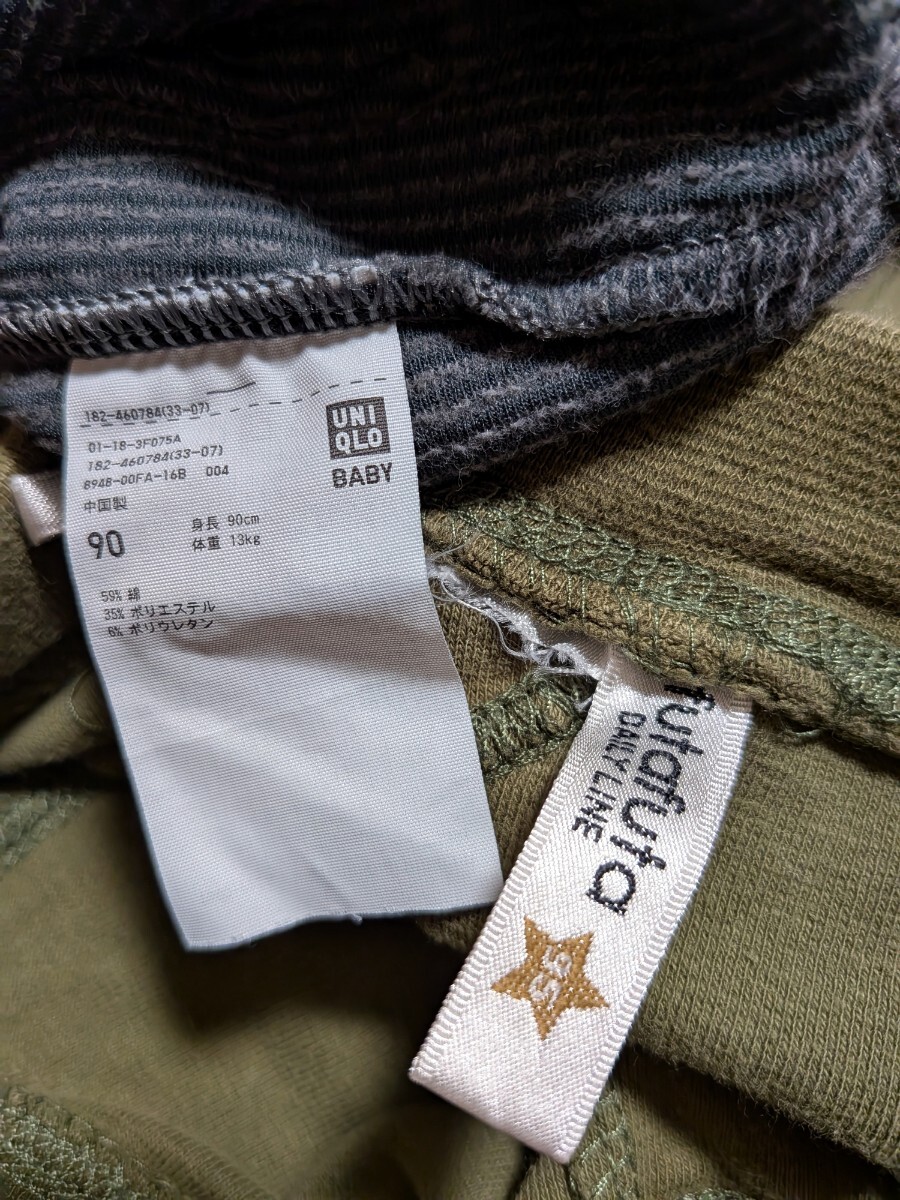 182-460784(33-07)
UNI
QLO
BABY
01-18-3F075A
182-460784(33-07)
894B-00FA-16B 004
中国製
90
身長 90cm
体重 13kg
59% 綿
35% ポリエステル
6% ポリウレタン
futafuta
DAILY LINE
95